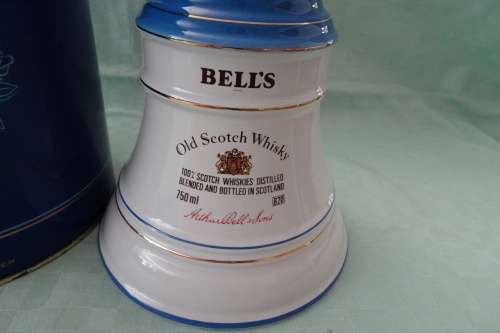 BELL'S
Old Scotch Whisky
100% SCOTCH WHISKIES DISTILLED
BLENDED AND BOTTLED IN SCOTLAND
750 ml
Arthur Bell & Sons